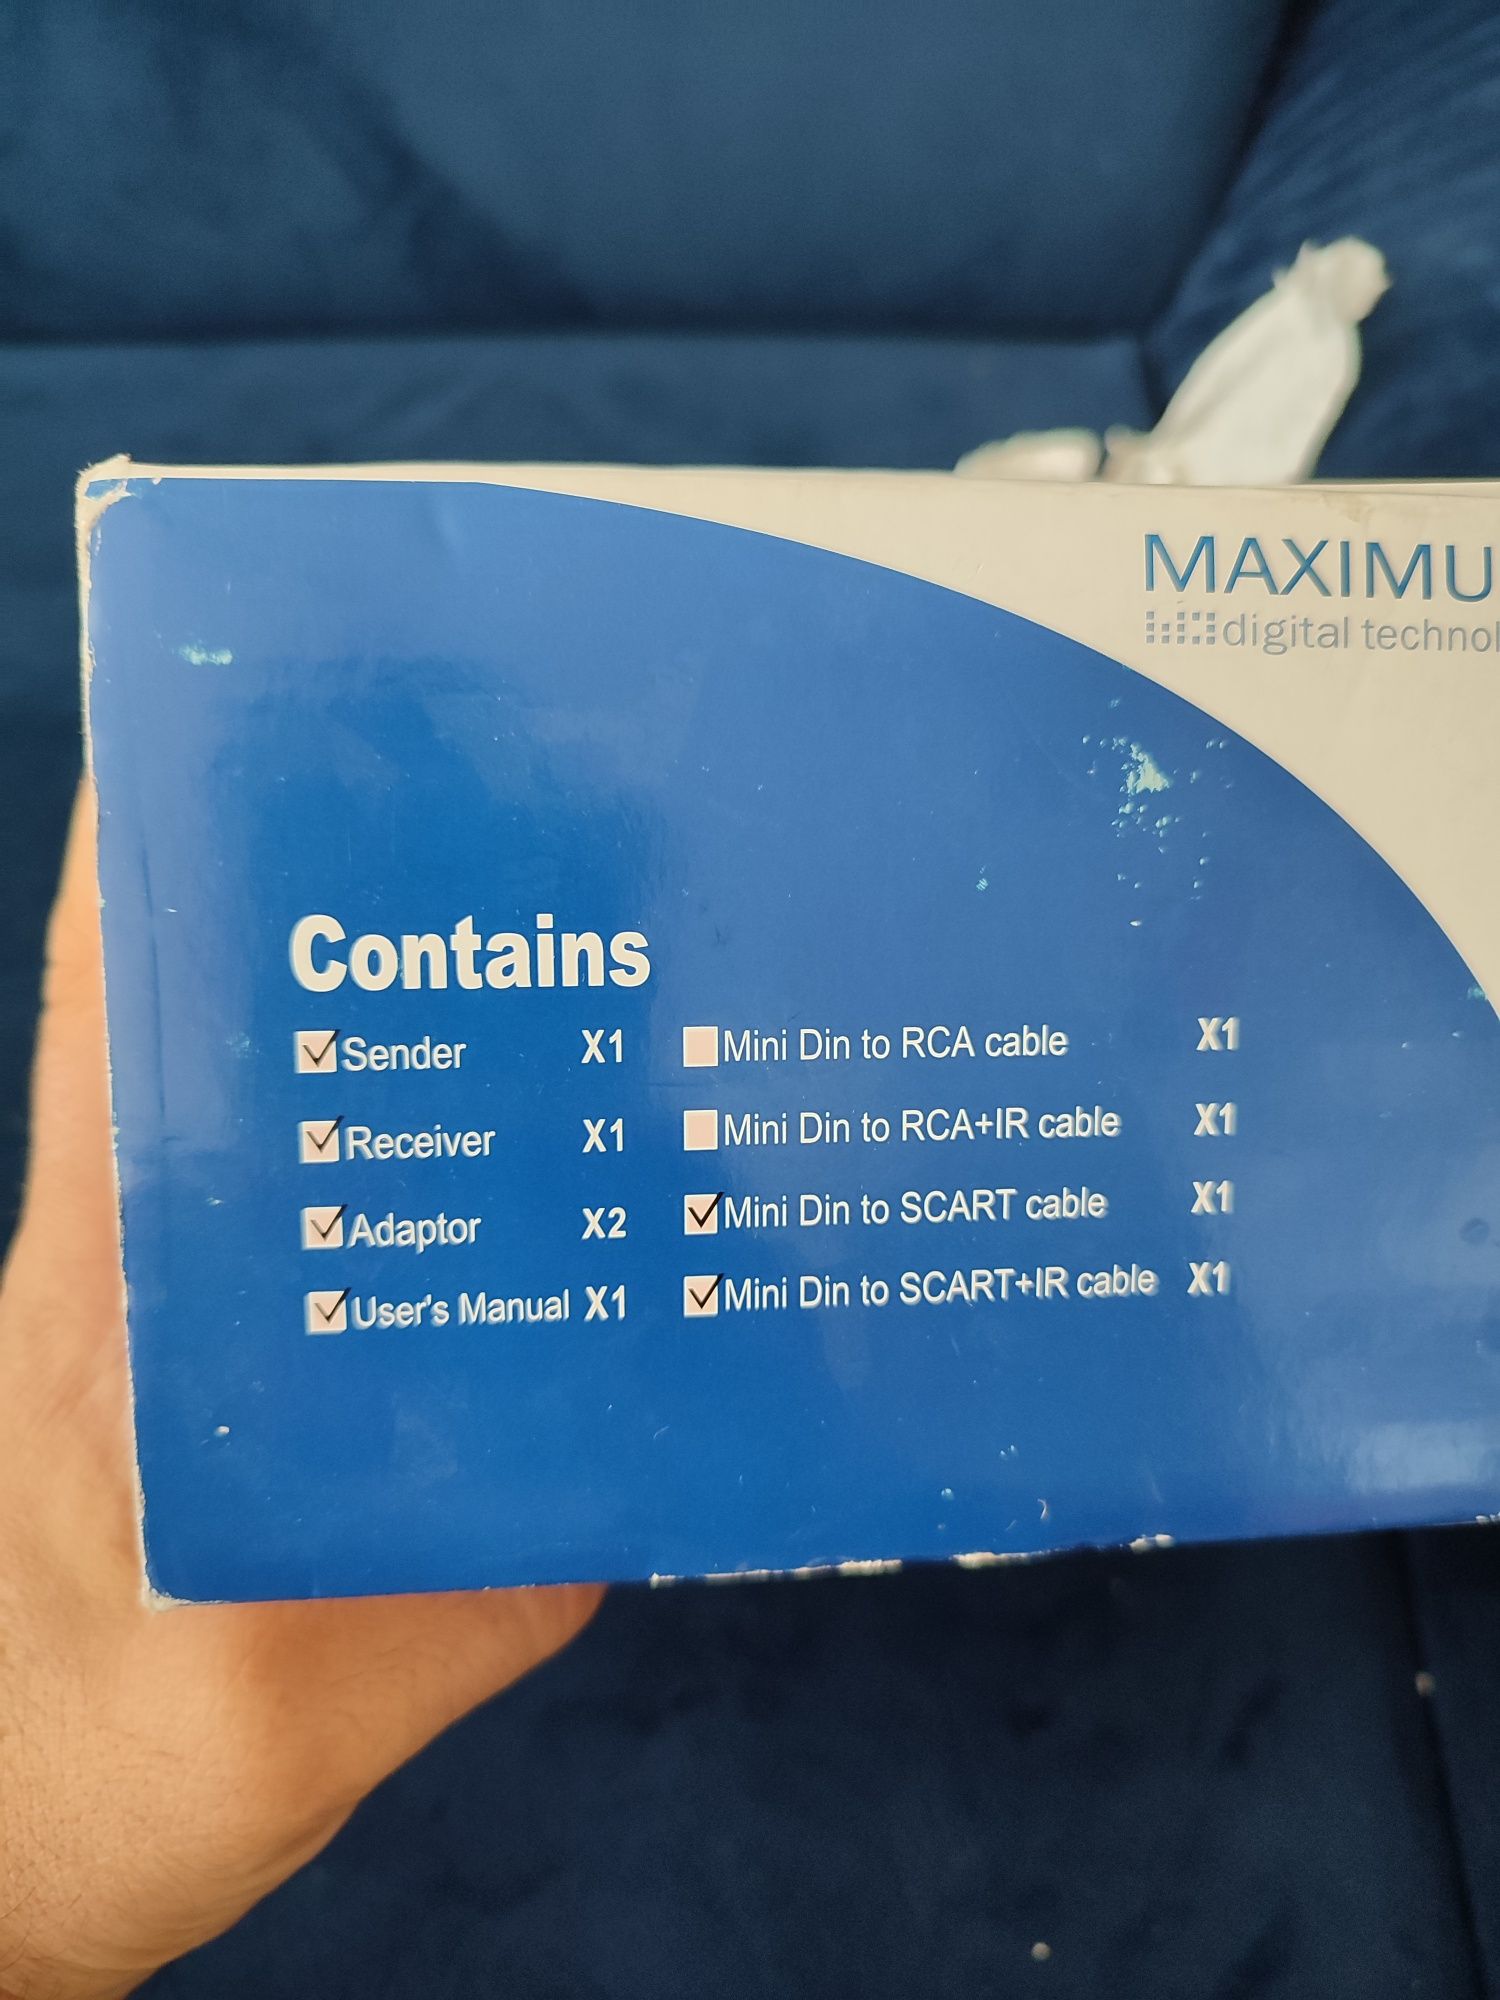 MAXIMU
digital technol
Contains
Sender X1
Receiver X1
Adaptor X2
User's Manual X1
Mini Din to RCA cable X1
Mini Din to RCA+IR cable X1
Mini Din to SCART cable X1
Mini Din to SCART+IR cable X1